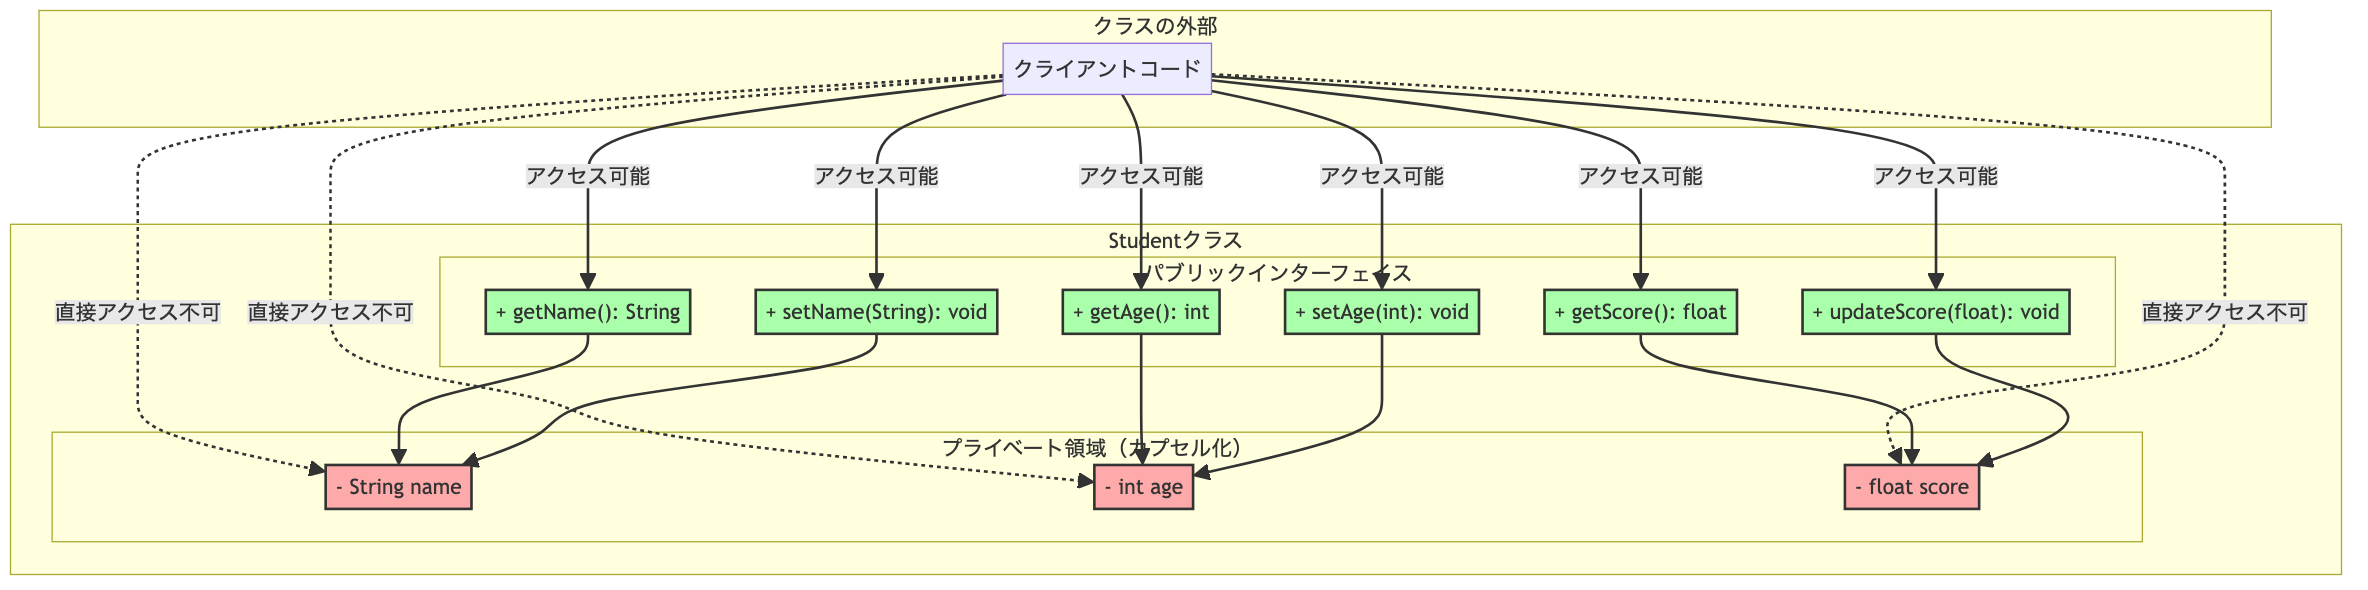 クラスの外部
クライアントコード
アクセス可能
アクセス可能
アクセス可能
アクセス可能
アクセス可能
アクセス可能
Studentクラス
パブリックインターフェイス
直接アクセス不可
直接アクセス不可
+ getName(): String
+ setName(String): void
+ getAge(): int
+ setAge(int): void
+ getScore(): float
+ updateScore(float): void
直接アクセス不可
プライベート領域（カプセル化）
- String name
- int age
- float score